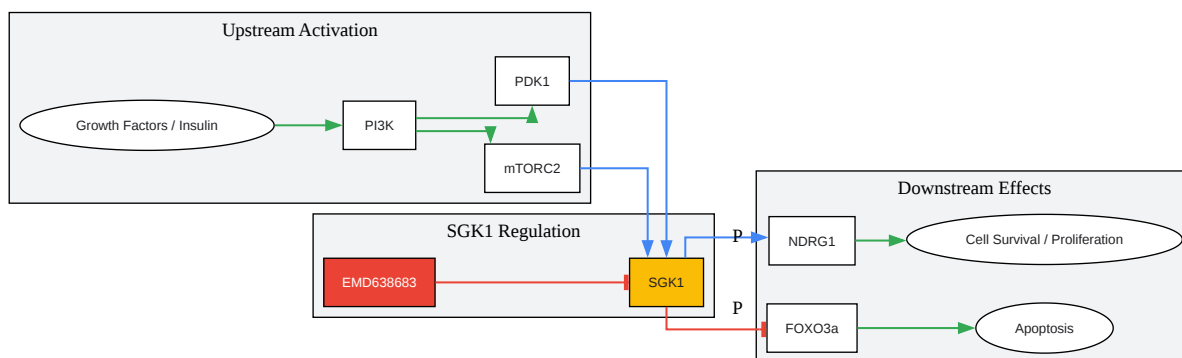 Upstream Activation
PDK1
Growth Factors / Insulin
PI3K
mTORC2
Downstream Effects
SGK1 Regulation
P
NDRG1
Cell Survival / Proliferation
EMD638683
SGK1
P
FOXO3a
Apoptosis